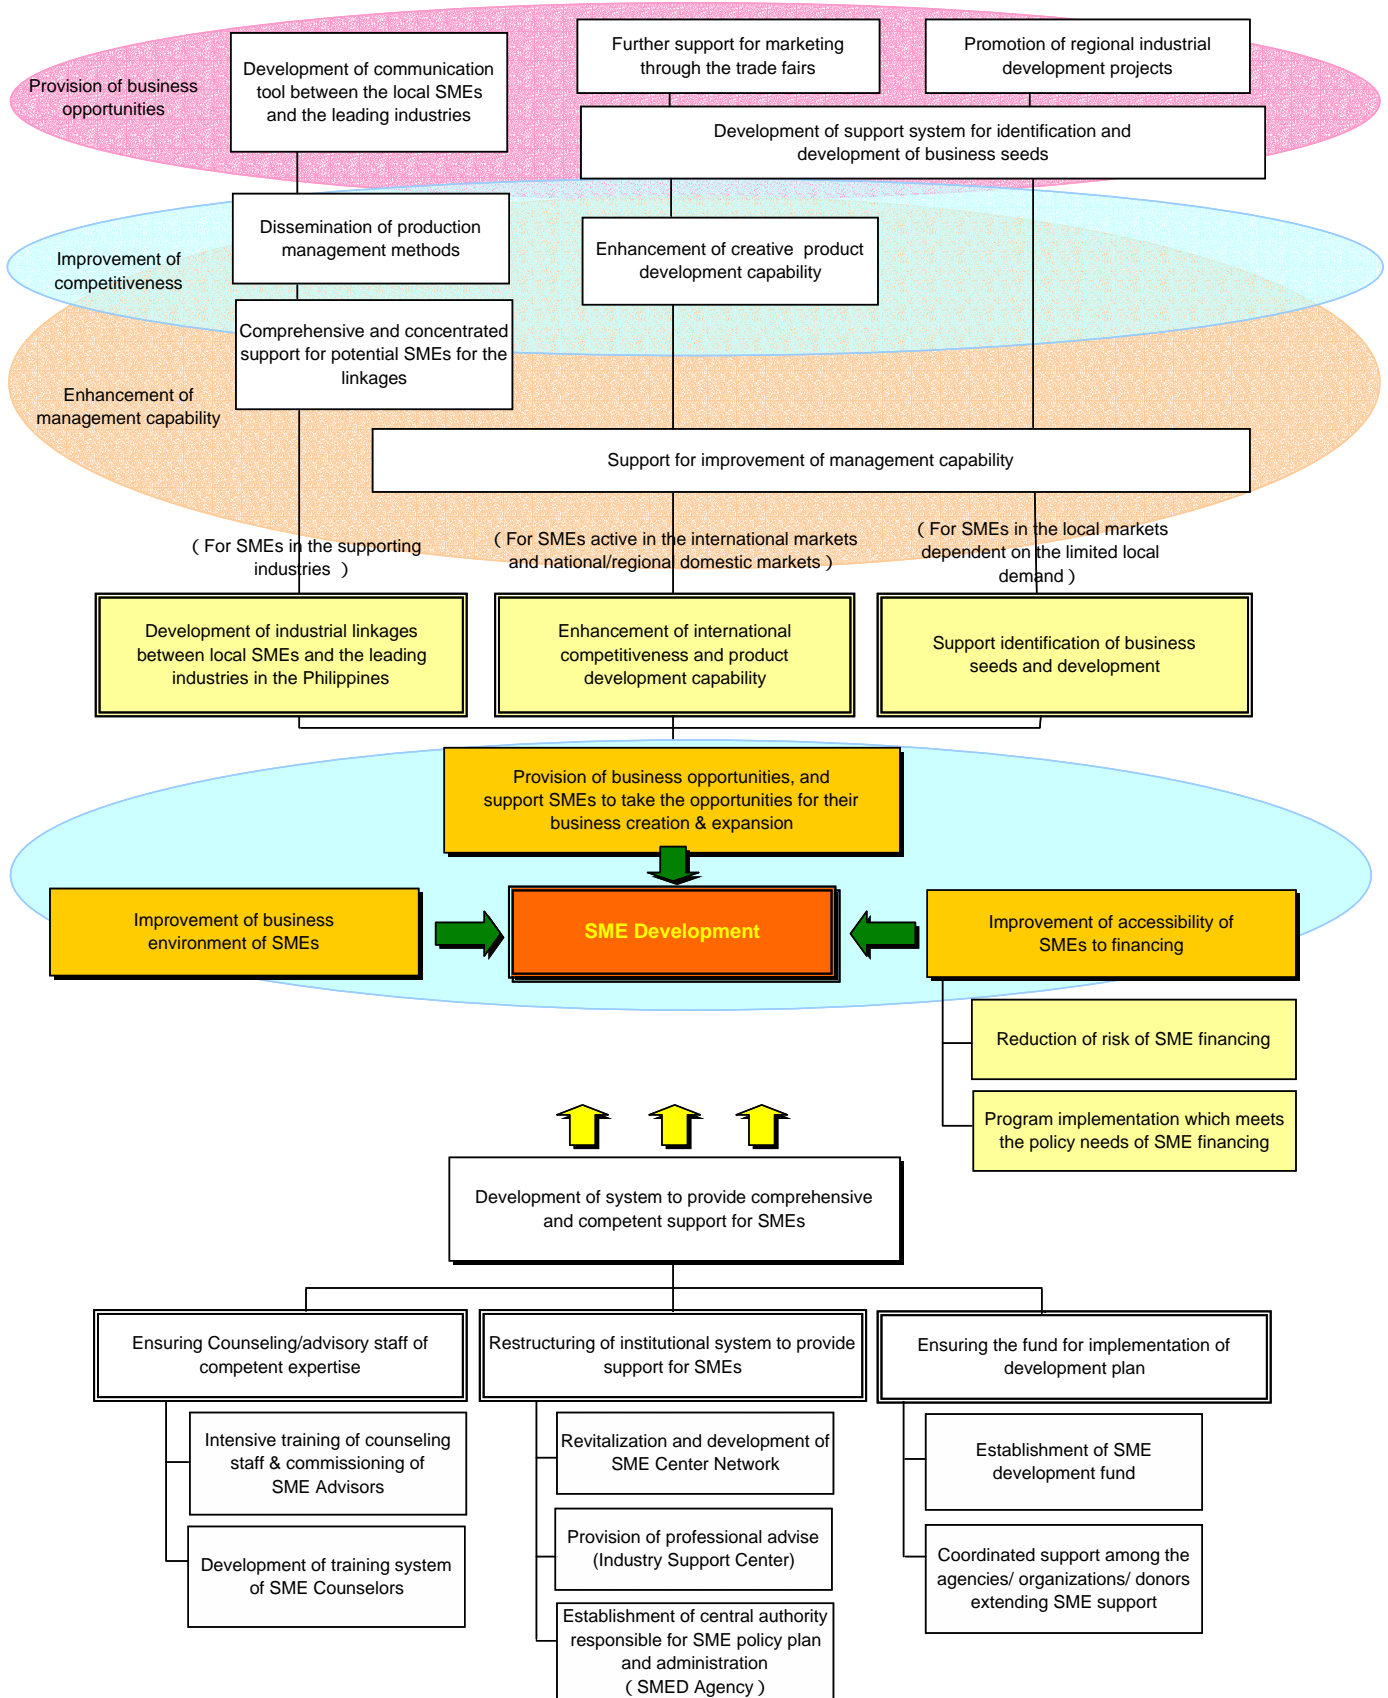 Provision of business
opportunities
Development of communication
tool between the local SMEs
and the leading industries
Further support for marketing
through the trade fairs
Promotion of regional industrial
development projects
Development of support system for identification and
development of business seeds
Improvement of
competitiveness
Dissemination of production
management methods
Enhancement of creative  product
development capability
Comprehensive and concentrated
support for potential SMEs for the
linkages
Enhancement of
management capability
Support for improvement of management capability
( For SMEs in the supporting
industries  )
( For SMEs active in the international markets
and national/regional domestic markets )
( For SMEs in the local markets
dependent on the limited local
demand )
Development of industrial linkages
between local SMEs and the leading
industries in the Philippines
Enhancement of international
competitiveness and product
development capability
Support identification of business
seeds and development
Provision of business opportunities, and
support SMEs to take the opportunities for their
business creation & expansion
Improvement of business
environment of SMEs
SME Development
Improvement of accessibility of
SMEs to financing
Reduction of risk of SME financing
Program implementation which meets
the policy needs of SME financing
Development of system to provide comprehensive
and competent support for SMEs
Ensuring Counseling/advisory staff of
competent expertise
Restructuring of institutional system to provide
support for SMEs
Ensuring the fund for implementation of
development plan
Intensive training of counseling
staff & commissioning of
SME Advisors
Development of training system
of SME Counselors
Revitalization and development of
SME Center Network
Provision of professional advise
(Industry Support Center)
Establishment of central authority
responsible for SME policy plan
and administration
( SMED Agency )
Establishment of SME
development fund
Coordinated support among the
agencies/ organizations/ donors
extending SME support